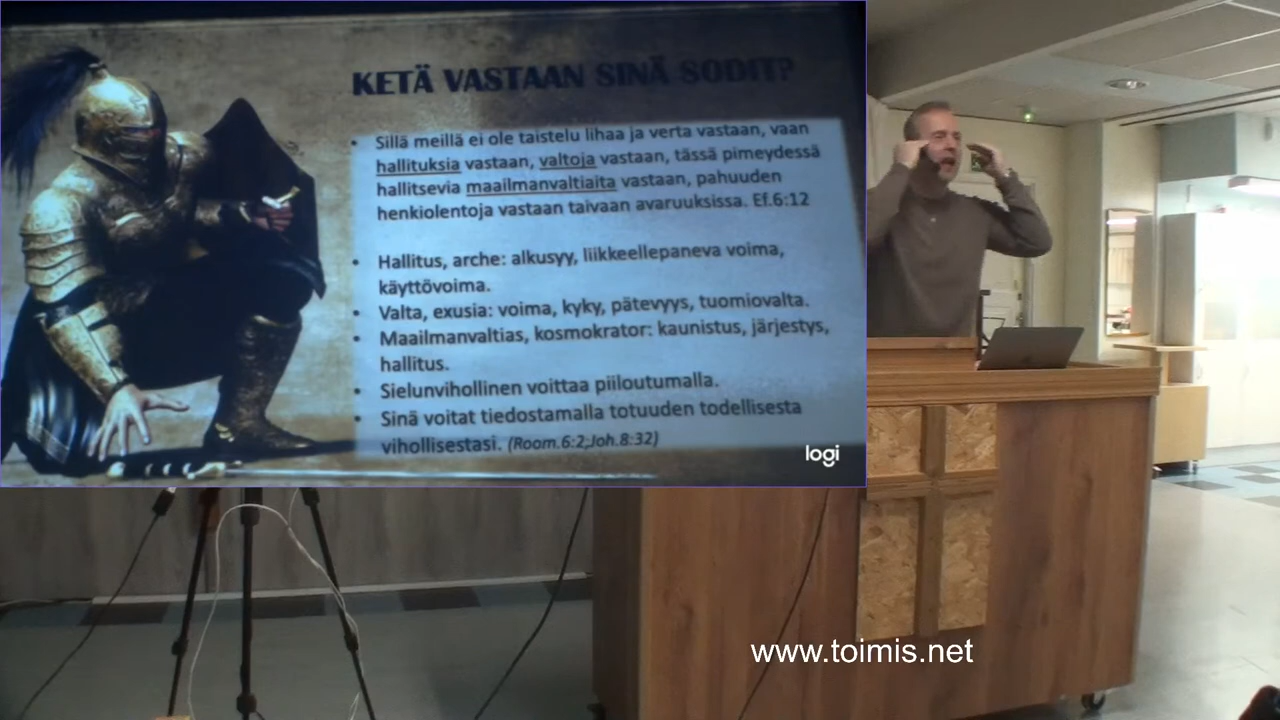 KETÄ VASTAAN SINÄ SODIT?
• Sillä meillä ei ole taistelu lihaa ja verta vastaan, vaan
hallituksia vastaan, valtoja vastaan, tässä pimeydessä
hallitsevia maailmanvaltiaita vastaan, pahuuden
henkiolentoja vastaan taivaan avaruuksissa. Ef.6:12
• Hallitus, arche: alkusyy, liikkeellepaneva voima,
käyttövoima.
• Valta, exusia: voima, kyky, pätevyys, tuomiovalta.
• Maailmanvaltias, kosmokrator: kaunistus, järjestys,
hallitus.
• Sielunvihollinen voittaa piiloutumalla.
• Sinä voitat tiedostamalla totuuden todellisesta
vihollisestasi. (Room.6:2;Joh.8:32)
logi
www.toimis.net